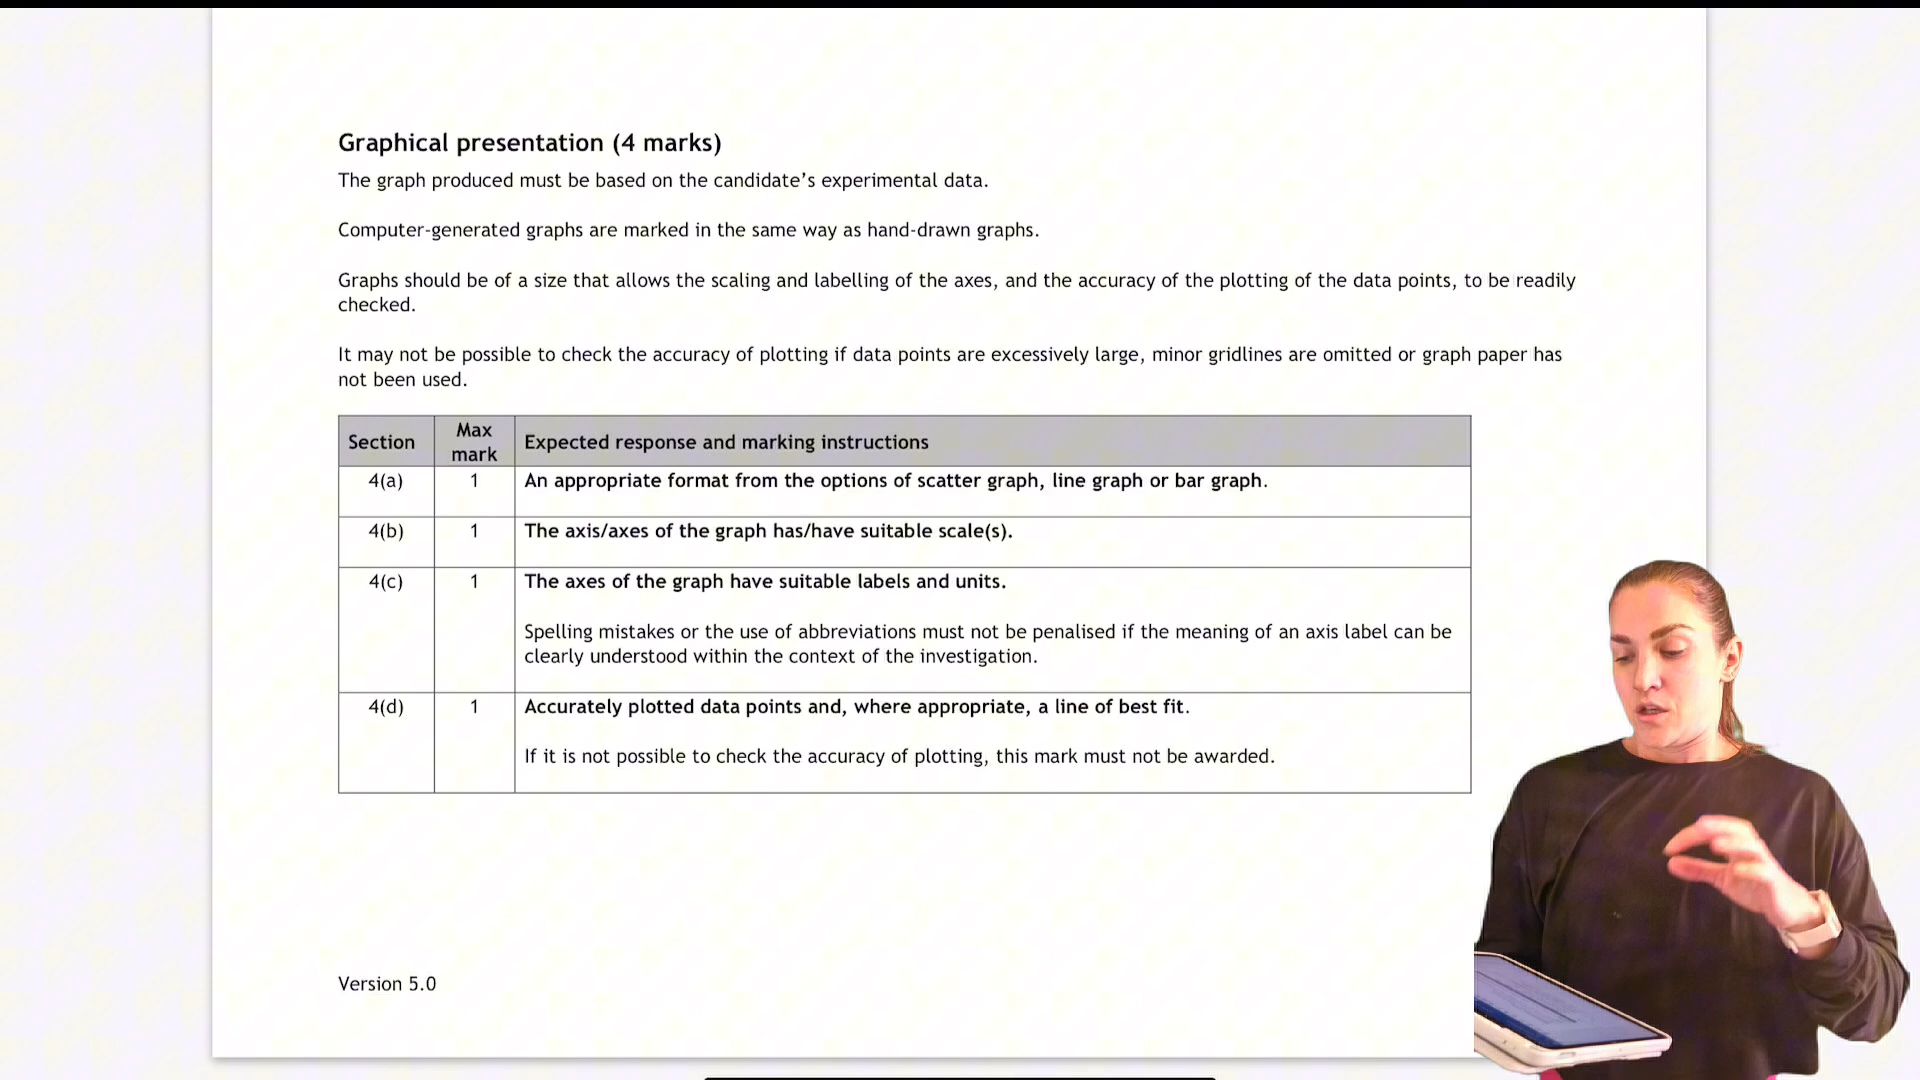 Graphical presentation (4 marks)
The graph produced must be based on the candidate’s experimental data.
Computer-generated graphs are marked in the same way as hand-drawn graphs.
Graphs should be of a size that allows the scaling and labelling of the axes, and the accuracy of the plotting of the data points, to be readily
checked.
It may not be possible to check the accuracy of plotting if data points are excessively large, minor gridlines are omitted or graph paper has
not been used.
Section Max mark Expected response and marking instructions
4(a) 1 An appropriate format from the options of scatter graph, line graph or bar graph.
4(b) 1 The axis/axes of the graph has/have suitable scale(s).
4(c) 1 The axes of the graph have suitable labels and units.
Spelling mistakes or the use of abbreviations must not be penalised if the meaning of an axis label can be
clearly understood within the context of the investigation.
4(d) 1 Accurately plotted data points and, where appropriate, a line of best fit.
If it is not possible to check the accuracy of plotting, this mark must not be awarded.
Version 5.0